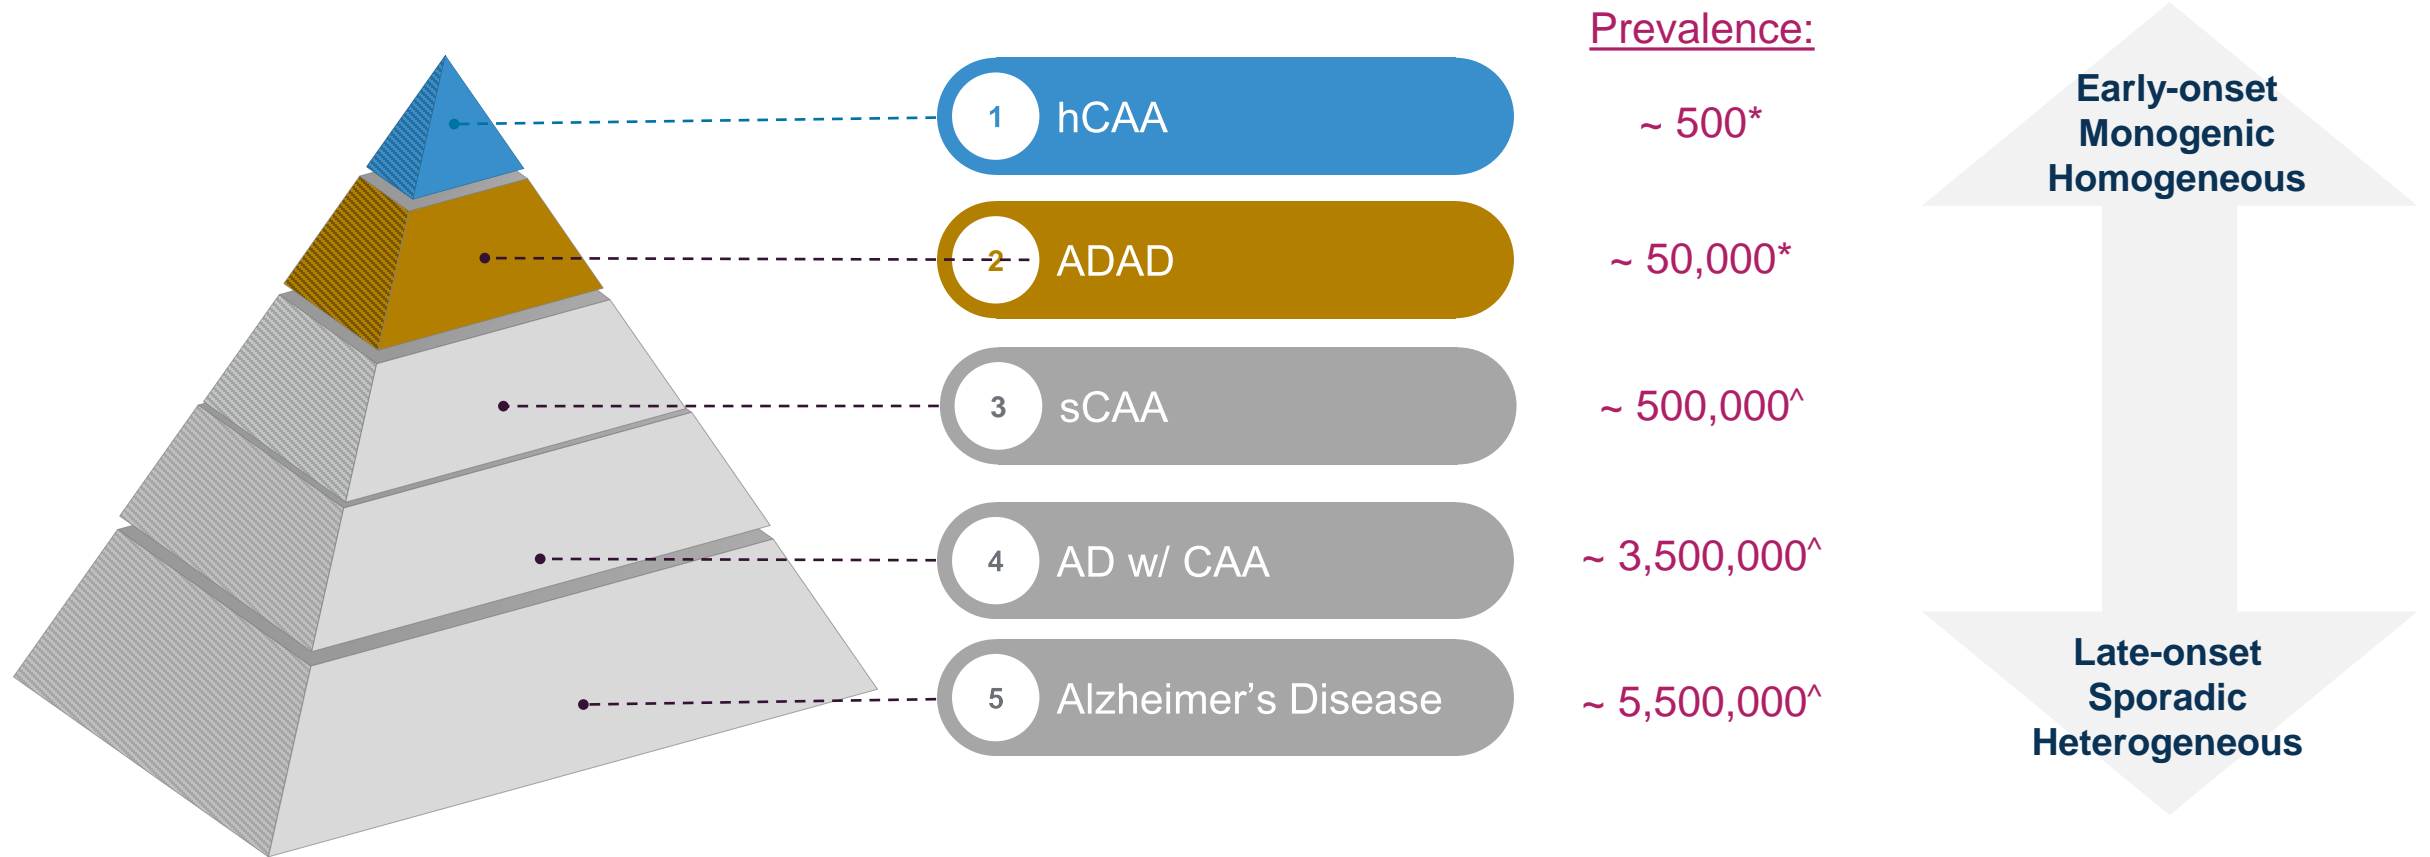 Prevalence:
1 hCAA ~ 500*
2 ADAD ~ 50,000*
3 sCAA ~ 500,000^
4 AD w/ CAA ~ 3,500,000^
5 Alzheimer’s Disease ~ 5,500,000^
Early-onset
Monogenic
Homogeneous
Late-onset
Sporadic
Heterogeneous